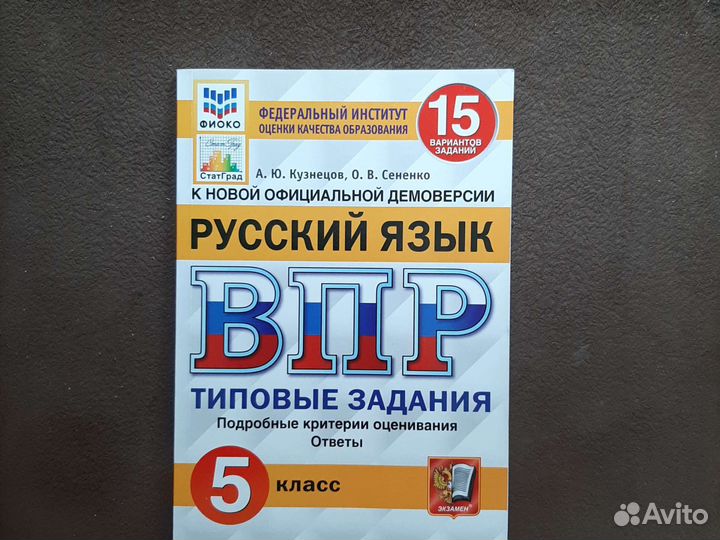 ФИОКО
ФЕДЕРАЛЬНЫЙ ИНСТИТУТ
ОЦЕНКИ КАЧЕСТВА ОБРАЗОВАНИЯ
15
ВАРИАНТОВ
ЗАДАНИЙ
СтатГрад
СтатГрад
А. Ю. Кузнецов, О. В. Сененко
К НОВОЙ ОФИЦИАЛЬНОЙ ДЕМОВЕРСИИ
РУССКИЙ ЯЗЫК
ВПР
ТИПОВЫЕ ЗАДАНИЯ
Подробные критерии оценивания
Ответы
5 класс
ЭКЗАМЕН
Avito